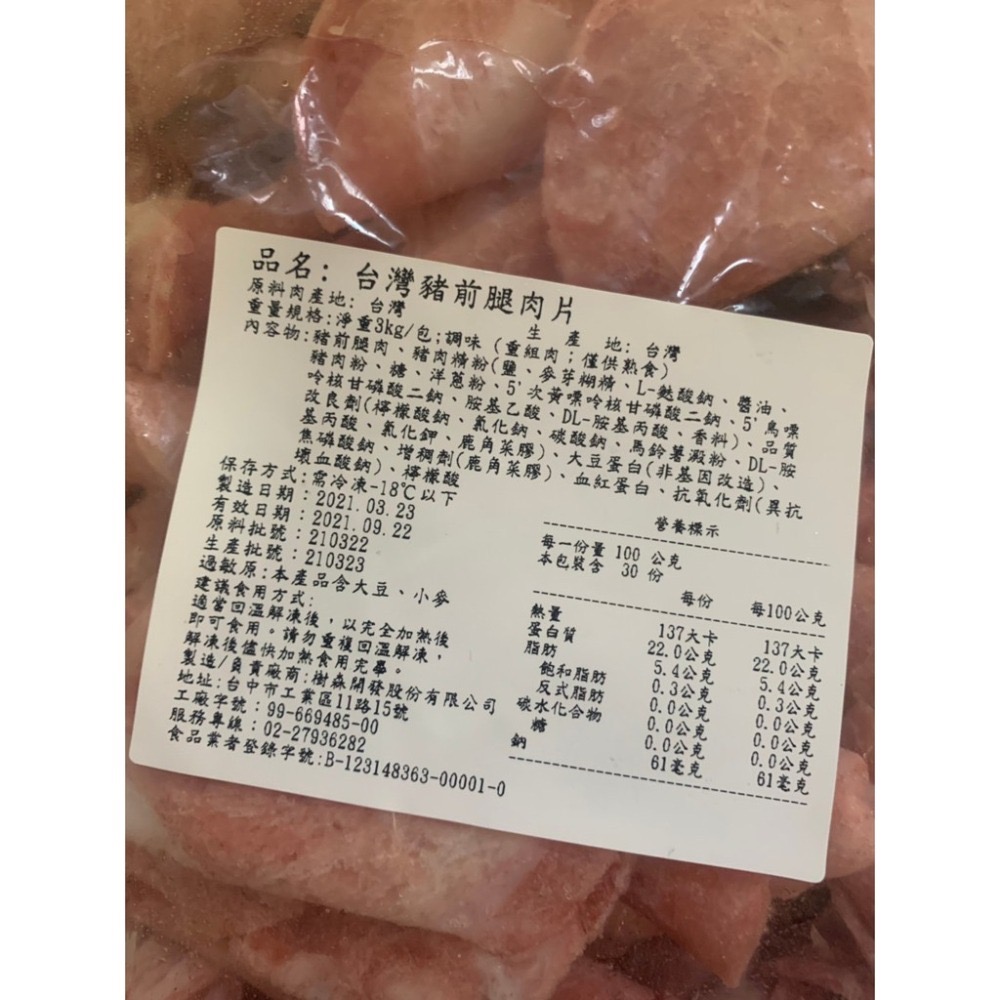 品名: 台灣豬前腿肉片
原料肉產地: 台灣 生 產 地: 台灣
重量規格:淨重3kg/包;調味 (重組肉;僅供熟食)
內容物:豬前腿肉、豬肉精粉(鹽、麥芽糊精、L-麩酸鈉、醬油、
豬肉粉、糖、洋蔥粉、5'次黃嘌呤核甘磷酸二鈉、5'鳥嘌
呤核甘磷酸二鈉、胺基乙酸、DL-胺基丙酸、香料)、品質
改良劑(檸檬酸鈉、氯化鈉、碳酸鈉、馬鈴薯澱粉、DL-胺
基丙酸、氯化鉀、鹿角菜膠)、大豆蛋白(非基因改造)、
焦磷酸鈉、增稠劑(鹿角菜膠)、血紅蛋白、抗氧化劑(異抗
壞血酸鈉)、檸檬酸
保存方式:需冷凍-18℃以下
製造日期:2021.03.23
有效日期:2021.09.22
原料批號:210322
生產批號:210323
過敏原:本產品含大豆、小麥
建議食用方式:
適當回溫解凍後,以完全加熱後
即可食用。請勿重複回溫解凍,
解凍後儘快加熱食用完畢。
製造/負責廠商:樹森開發股份有限公司
地址:台中市工業區11路15號
工廠字號:99-669485-00
服務專線:02-27936282
食品業者登錄字號:B-123148363-00001-0
營養標示
每一份量 100 公克
本包裝含 30 份
每份 每100公克
熱量 137大卡 137大卡
蛋白質 22.0公克 22.0公克
脂肪 5.4公克 5.4公克
飽和脂肪 0.3公克 0.3公克
反式脂肪 0.0公克 0.0公克
碳水化合物 0.0公克 0.0公克
糖 0.0公克 0.0公克
鈉 61毫克 61毫克